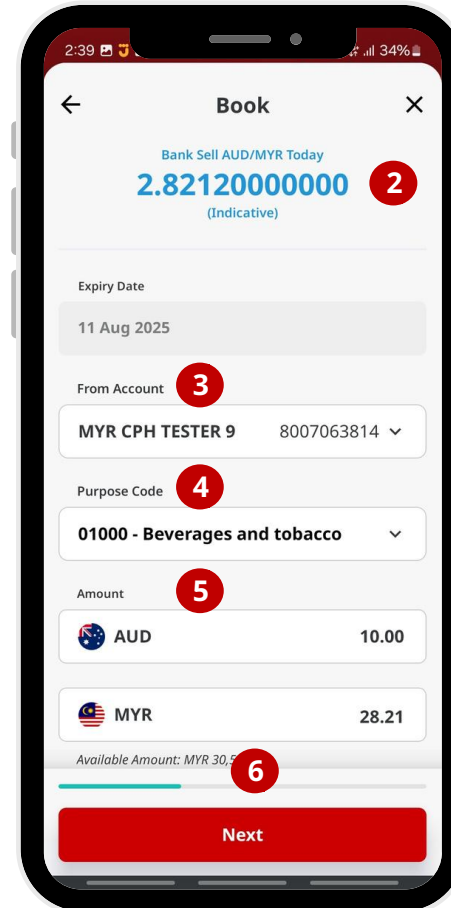 2:39 34%
Book
Bank Sell AUD/MYR Today
2.82120000000 2
(Indicative)
Expiry Date
11 Aug 2025
From Account 3
MYR CPH TESTER 9 8007063814
Purpose Code 4
01000 - Beverages and tobacco
Amount 5
AUD 10.00
MYR 28.21
Available Amount: MYR 30,5
6
Next